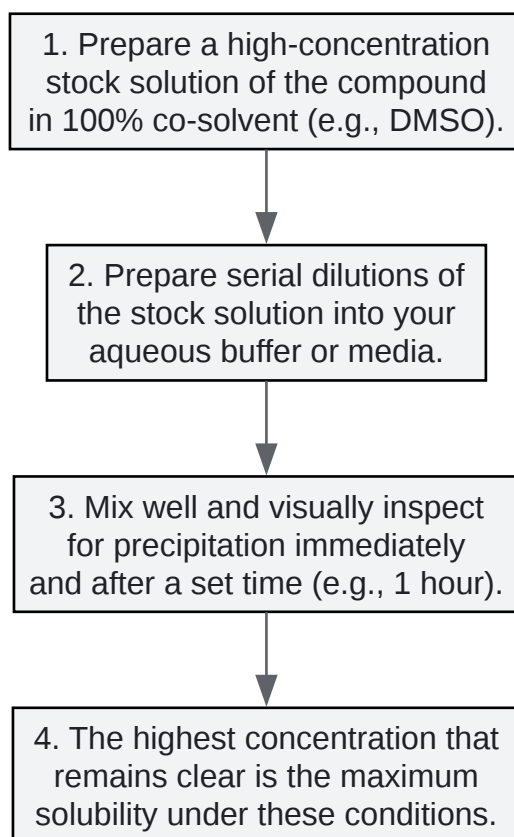 1. Prepare a high-concentration
stock solution of the compound
in 100% co-solvent (e.g., DMSO).
2. Prepare serial dilutions of
the stock solution into your
aqueous buffer or media.
3. Mix well and visually inspect
for precipitation immediately
and after a set time (e.g., 1 hour).
4. The highest concentration that
remains clear is the maximum
solubility under these conditions.